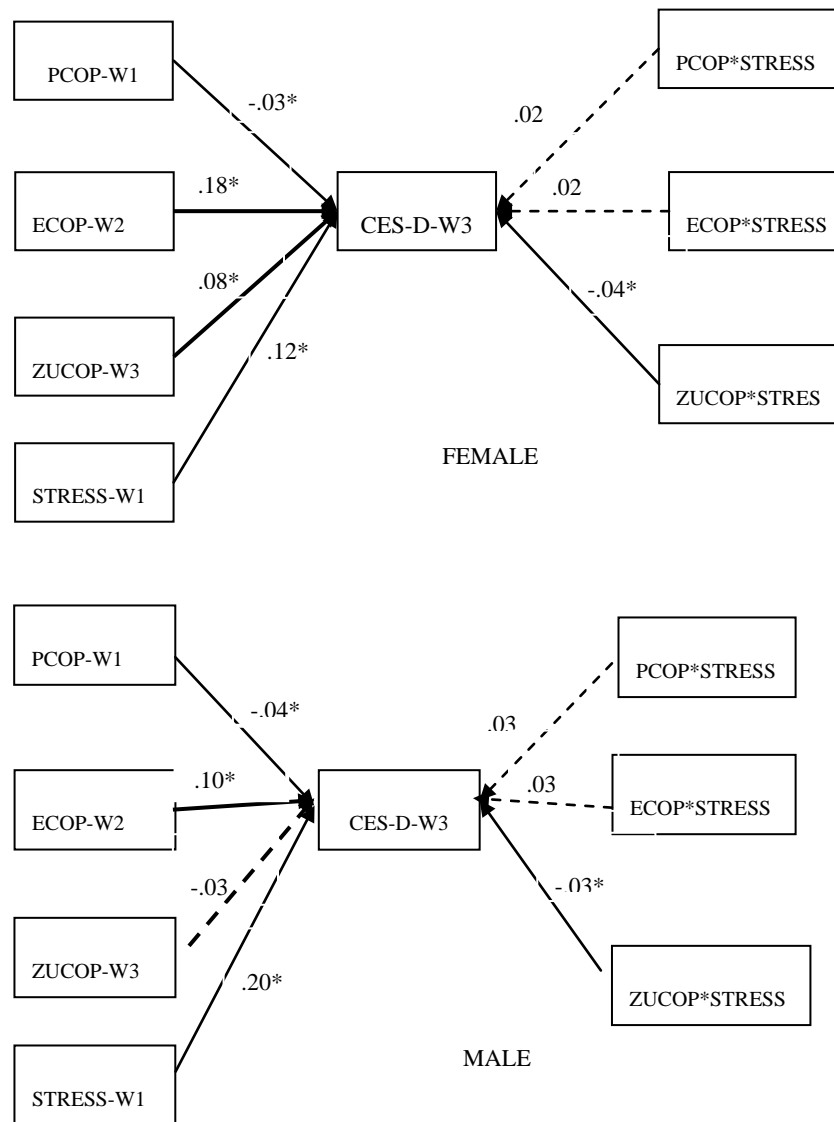 PCOP-W1
PCOP*STRESS
-.03*
.02
.18*
.02
ECOP-W2
CES-D-W3
ECOP*STRESS
.08*
-.04*
ZUCOP-W3
.12*
ZUCOP*STRES
FEMALE
STRESS-W1
PCOP-W1
PCOP*STRESS
-.04*
.03
.10*
.03
ECOP-W2
CES-D-W3
ECOP*STRESS
-.03
-.03*
ZUCOP-W3
.20*
ZUCOP*STRESS
MALE
STRESS-W1